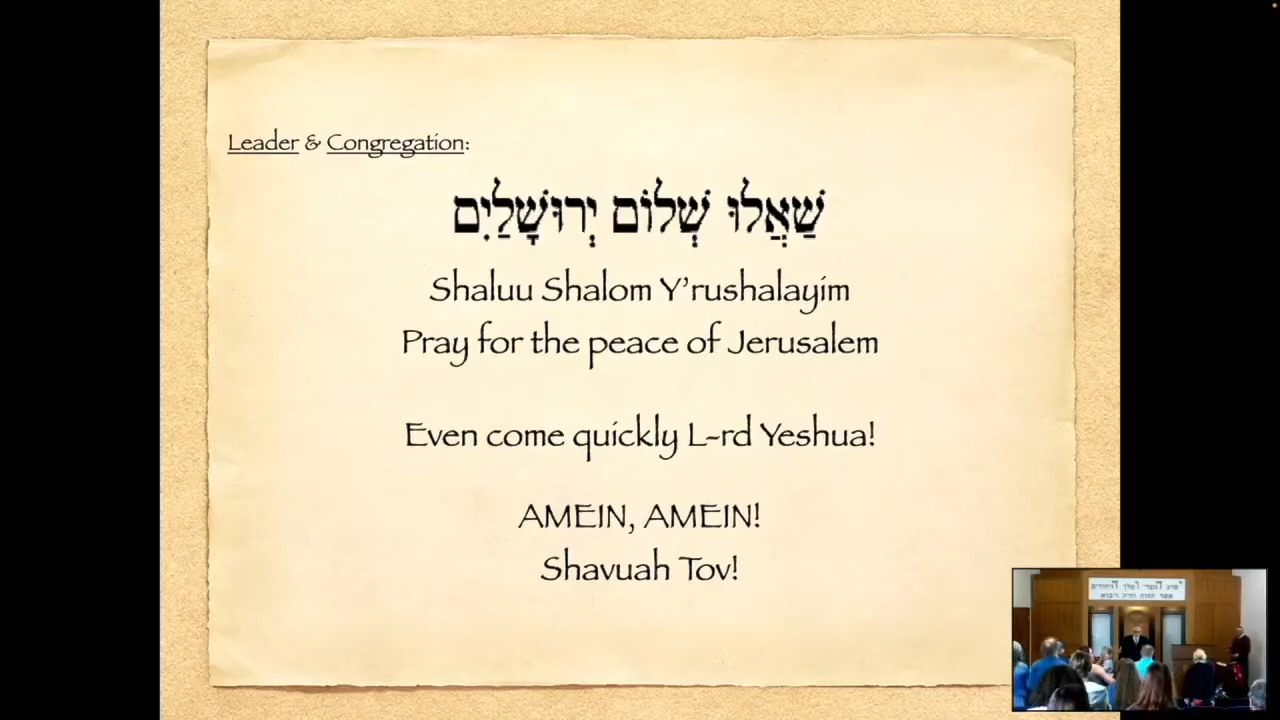 Leader & Congregation:
שַׁאֲלוּ שְׁלוֹם יְרוּשָׁלַיִם
Shaluu Shalom Y'rushalayim
Pray for the peace of Jerusalem
Even come quickly L-rd Yeshua!
AMEIN, AMEIN!
Shavuah Tov!